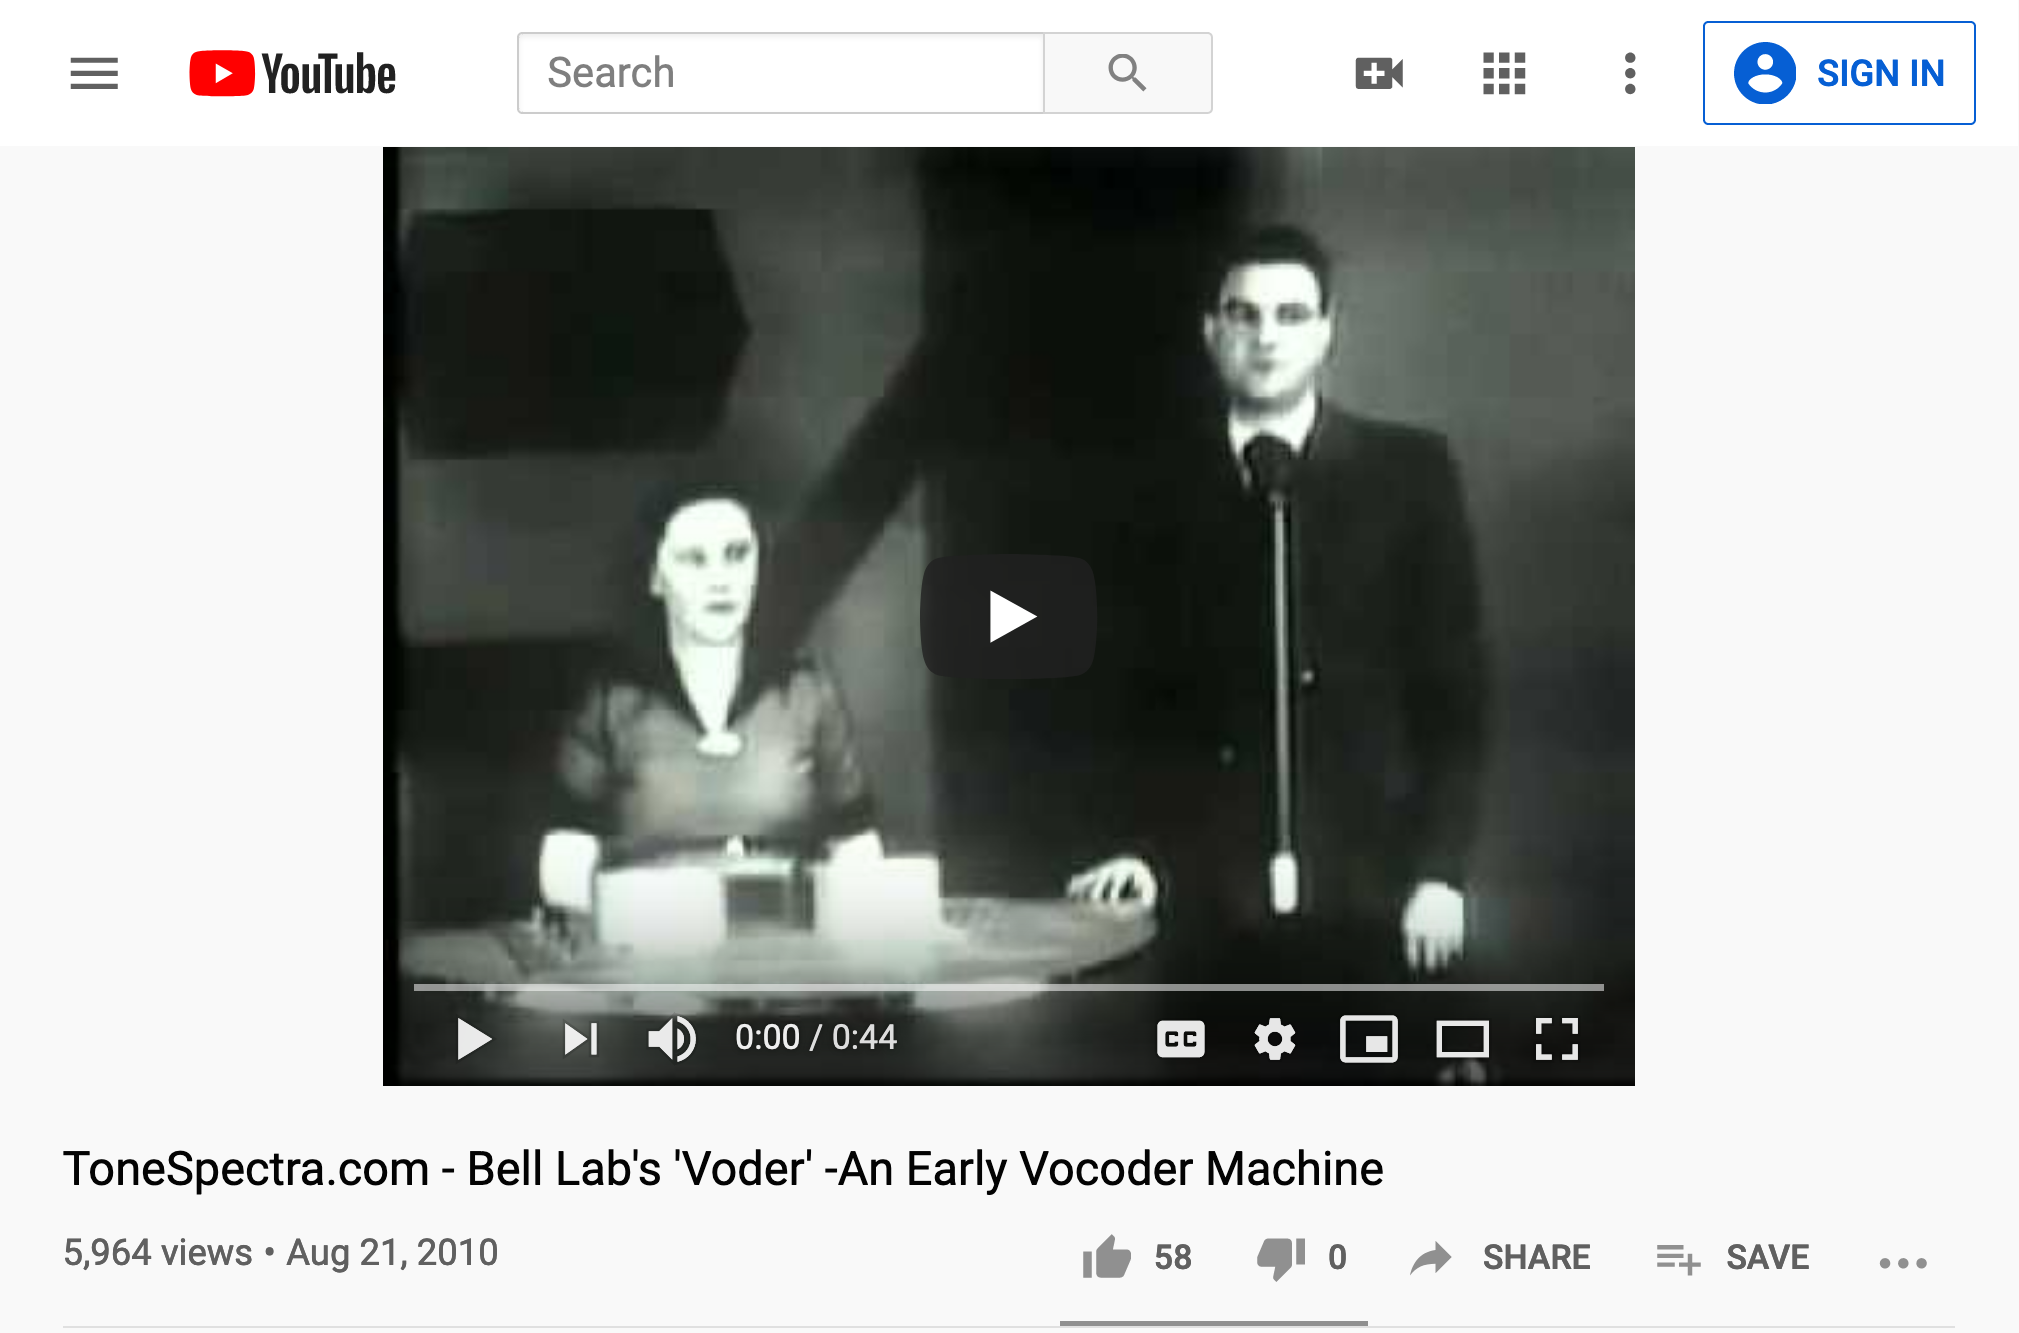 YouTube
Search
SIGN IN
0:00 / 0:44
CC
ToneSpectra.com - Bell Lab's 'Voder' -An Early Vocoder Machine
5,964 views • Aug 21, 2010
58
0
SHARE
SAVE